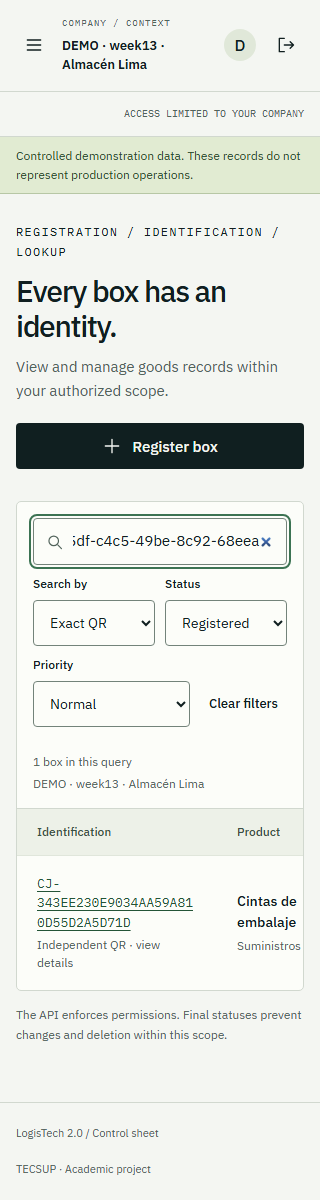 COMPANY / CONTEXT
DEMO · week13 ·
Almacén Lima
D
ACCESS LIMITED TO YOUR COMPANY
Controlled demonstration data. These records do not
represent production operations.
REGISTRATION / IDENTIFICATION /
LOOKUP
Every box has an
identity.
View and manage goods records within
your authorized scope.
Register box
5df-c4c5-49be-8c92-68eea
Search by
Status
Exact QR
Registered
Priority
Normal
Clear filters
1 box in this query
DEMO · week13 · Almacén Lima
Identification
Product
CJ-
343EE230E9034AA59A81
0D55D2A5D71D
Independent QR · view
details
Cintas de
embalaje
Suministros
The API enforces permissions. Final statuses prevent
changes and deletion within this scope.
LogisTech 2.0 / Control sheet
TECSUP · Academic project